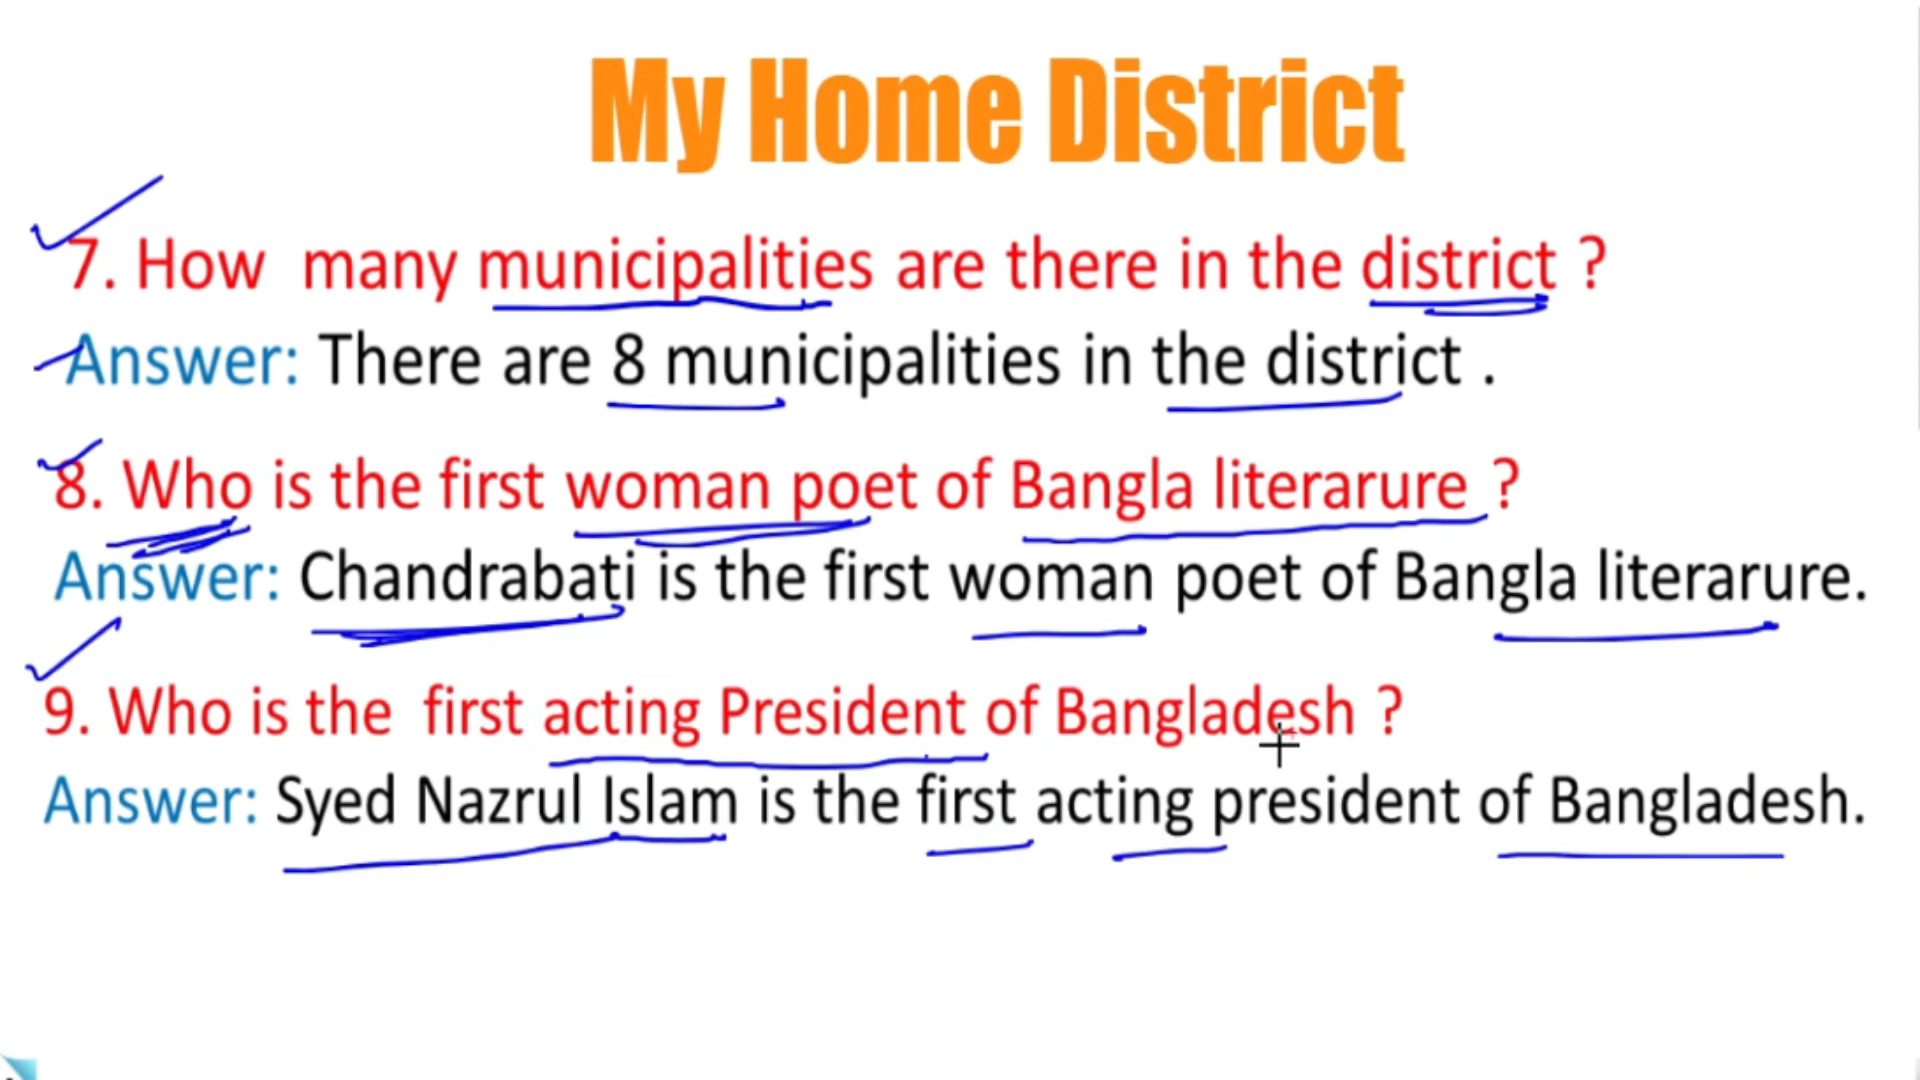 My Home District
7. How many municipalities are there in the district ?
Answer: There are 8 municipalities in the district .
8. Who is the first woman poet of Bangla literarure ?
Answer: Chandrabati is the first woman poet of Bangla literarure.
9. Who is the first acting President of Bangladesh ?
Answer: Syed Nazrul Islam is the first acting president of Bangladesh.